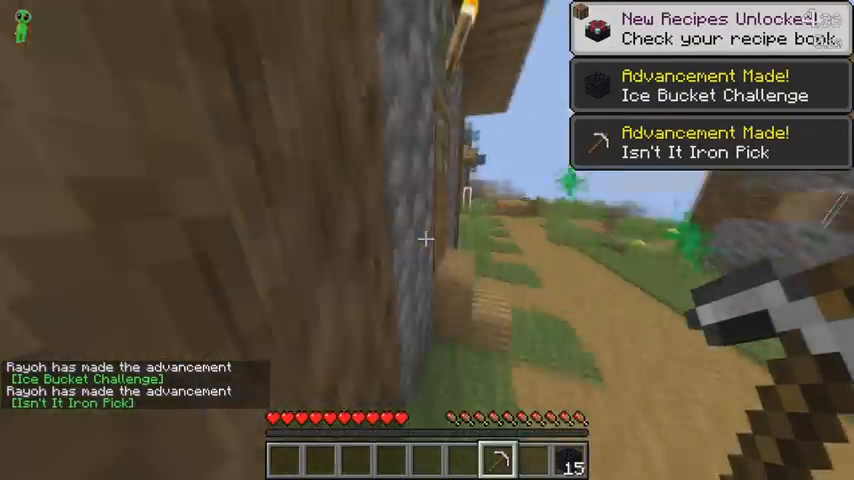 New Recipes Unlocked!
Check your recipe book
Advancement Made!
Ice Bucket Challenge
Advancement Made!
Isn't It Iron Pick
Rayoh has made the advancement
[Ice Bucket Challenge]
Rayoh has made the advancement
[Isn't It Iron Pick]
15